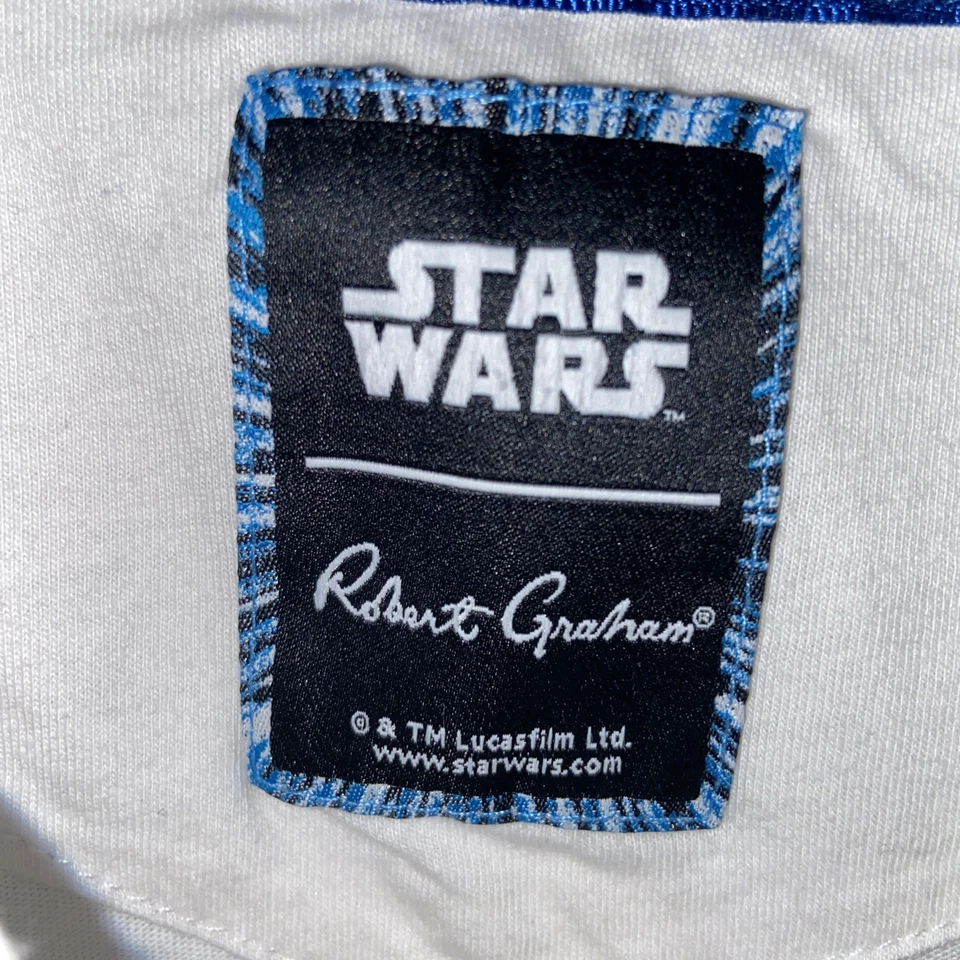 STAR
WARS™
Robert Graham®
© & TM Lucasfilm Ltd.
www.starwars.com